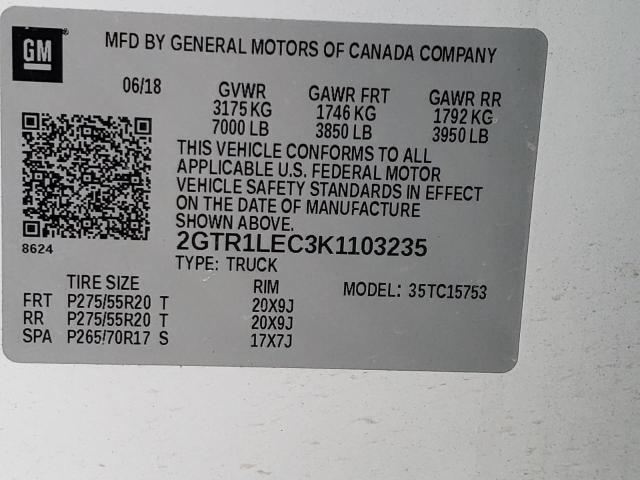 GM
MFD BY GENERAL MOTORS OF CANADA COMPANY
06/18 GVWR GAWR FRT GAWR RR
3175 KG 1746 KG 1792 KG
7000 LB 3850 LB 3950 LB
THIS VEHICLE CONFORMS TO ALL
APPLICABLE U.S. FEDERAL MOTOR
VEHICLE SAFETY STANDARDS IN EFFECT
ON THE DATE OF MANUFACTURE
SHOWN ABOVE.
8624 2GTR1LEC3K1103235
TYPE: TRUCK
TIRE SIZE RIM MODEL: 35TC15753
FRT P275/55R20 T 20X9J
RR P275/55R20 T 20X9J
SPA P265/70R17 S 17X7J